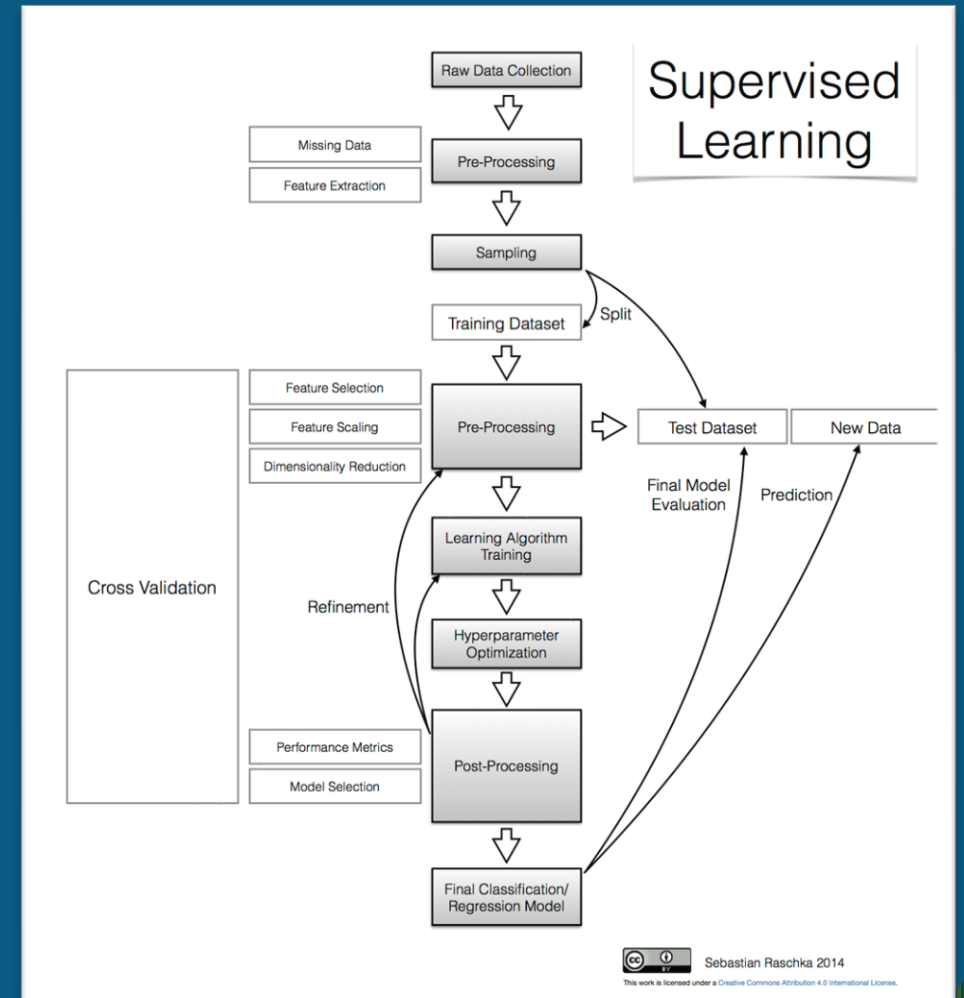 Supervised
Learning
Raw Data Collection
Missing Data
Feature Extraction
Pre-Processing
Sampling
Split
Training Dataset
Feature Selection
Feature Scaling
Dimensionality Reduction
Pre-Processing
Test Dataset
New Data
Final Model
Evaluation
Prediction
Learning Algorithm
Training
Cross Validation
Refinement
Hyperparameter
Optimization
Performance Metrics
Model Selection
Post-Processing
Final Classification/
Regression Model
cc
BY
Sebastian Raschka 2014
This work is licensed under a Creative Commons Attribution 4.0 International License.